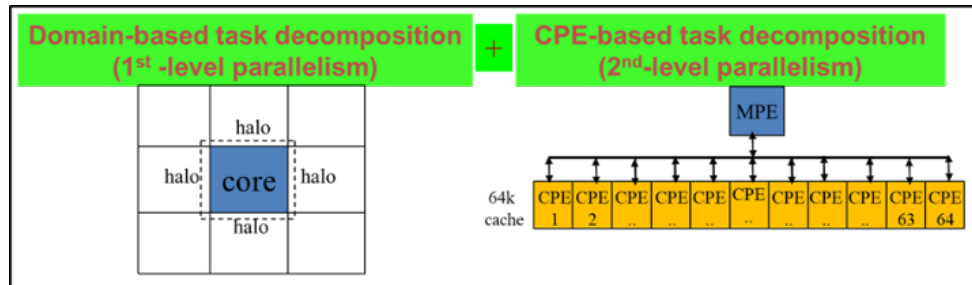 Domain-based task decomposition
(1st -level parallelism)
+
CPE-based task decomposition
(2nd-level parallelism)
halo
halo
core
halo
halo
MPE
64k
cache
CPE
1
CPE
2
CPE
..
CPE
..
CPE
..
CPE
..
CPE
..
CPE
..
CPE
..
CPE
63
CPE
64